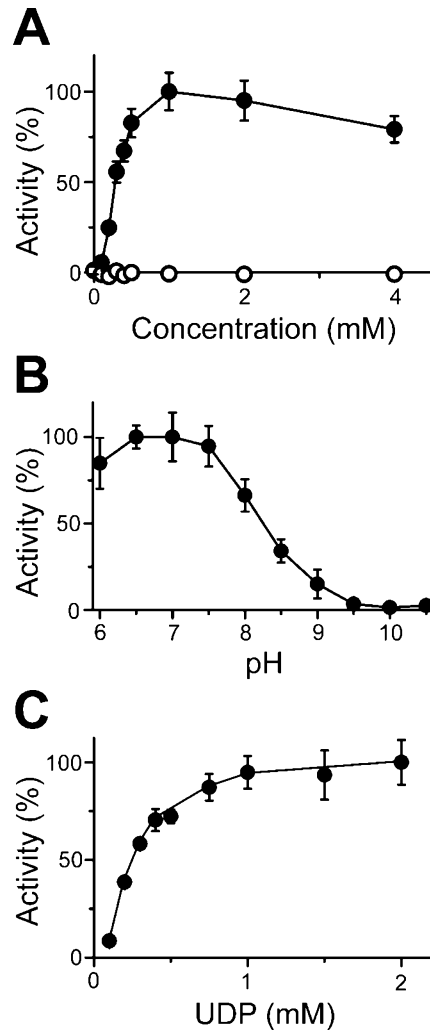 A
100
50
0
Activity (%)
0 2 4
Concentration (mM)
B
100
50
0
Activity (%)
6 7 8 9 10
pH
C
100
50
0
Activity (%)
0 1 2
UDP (mM)